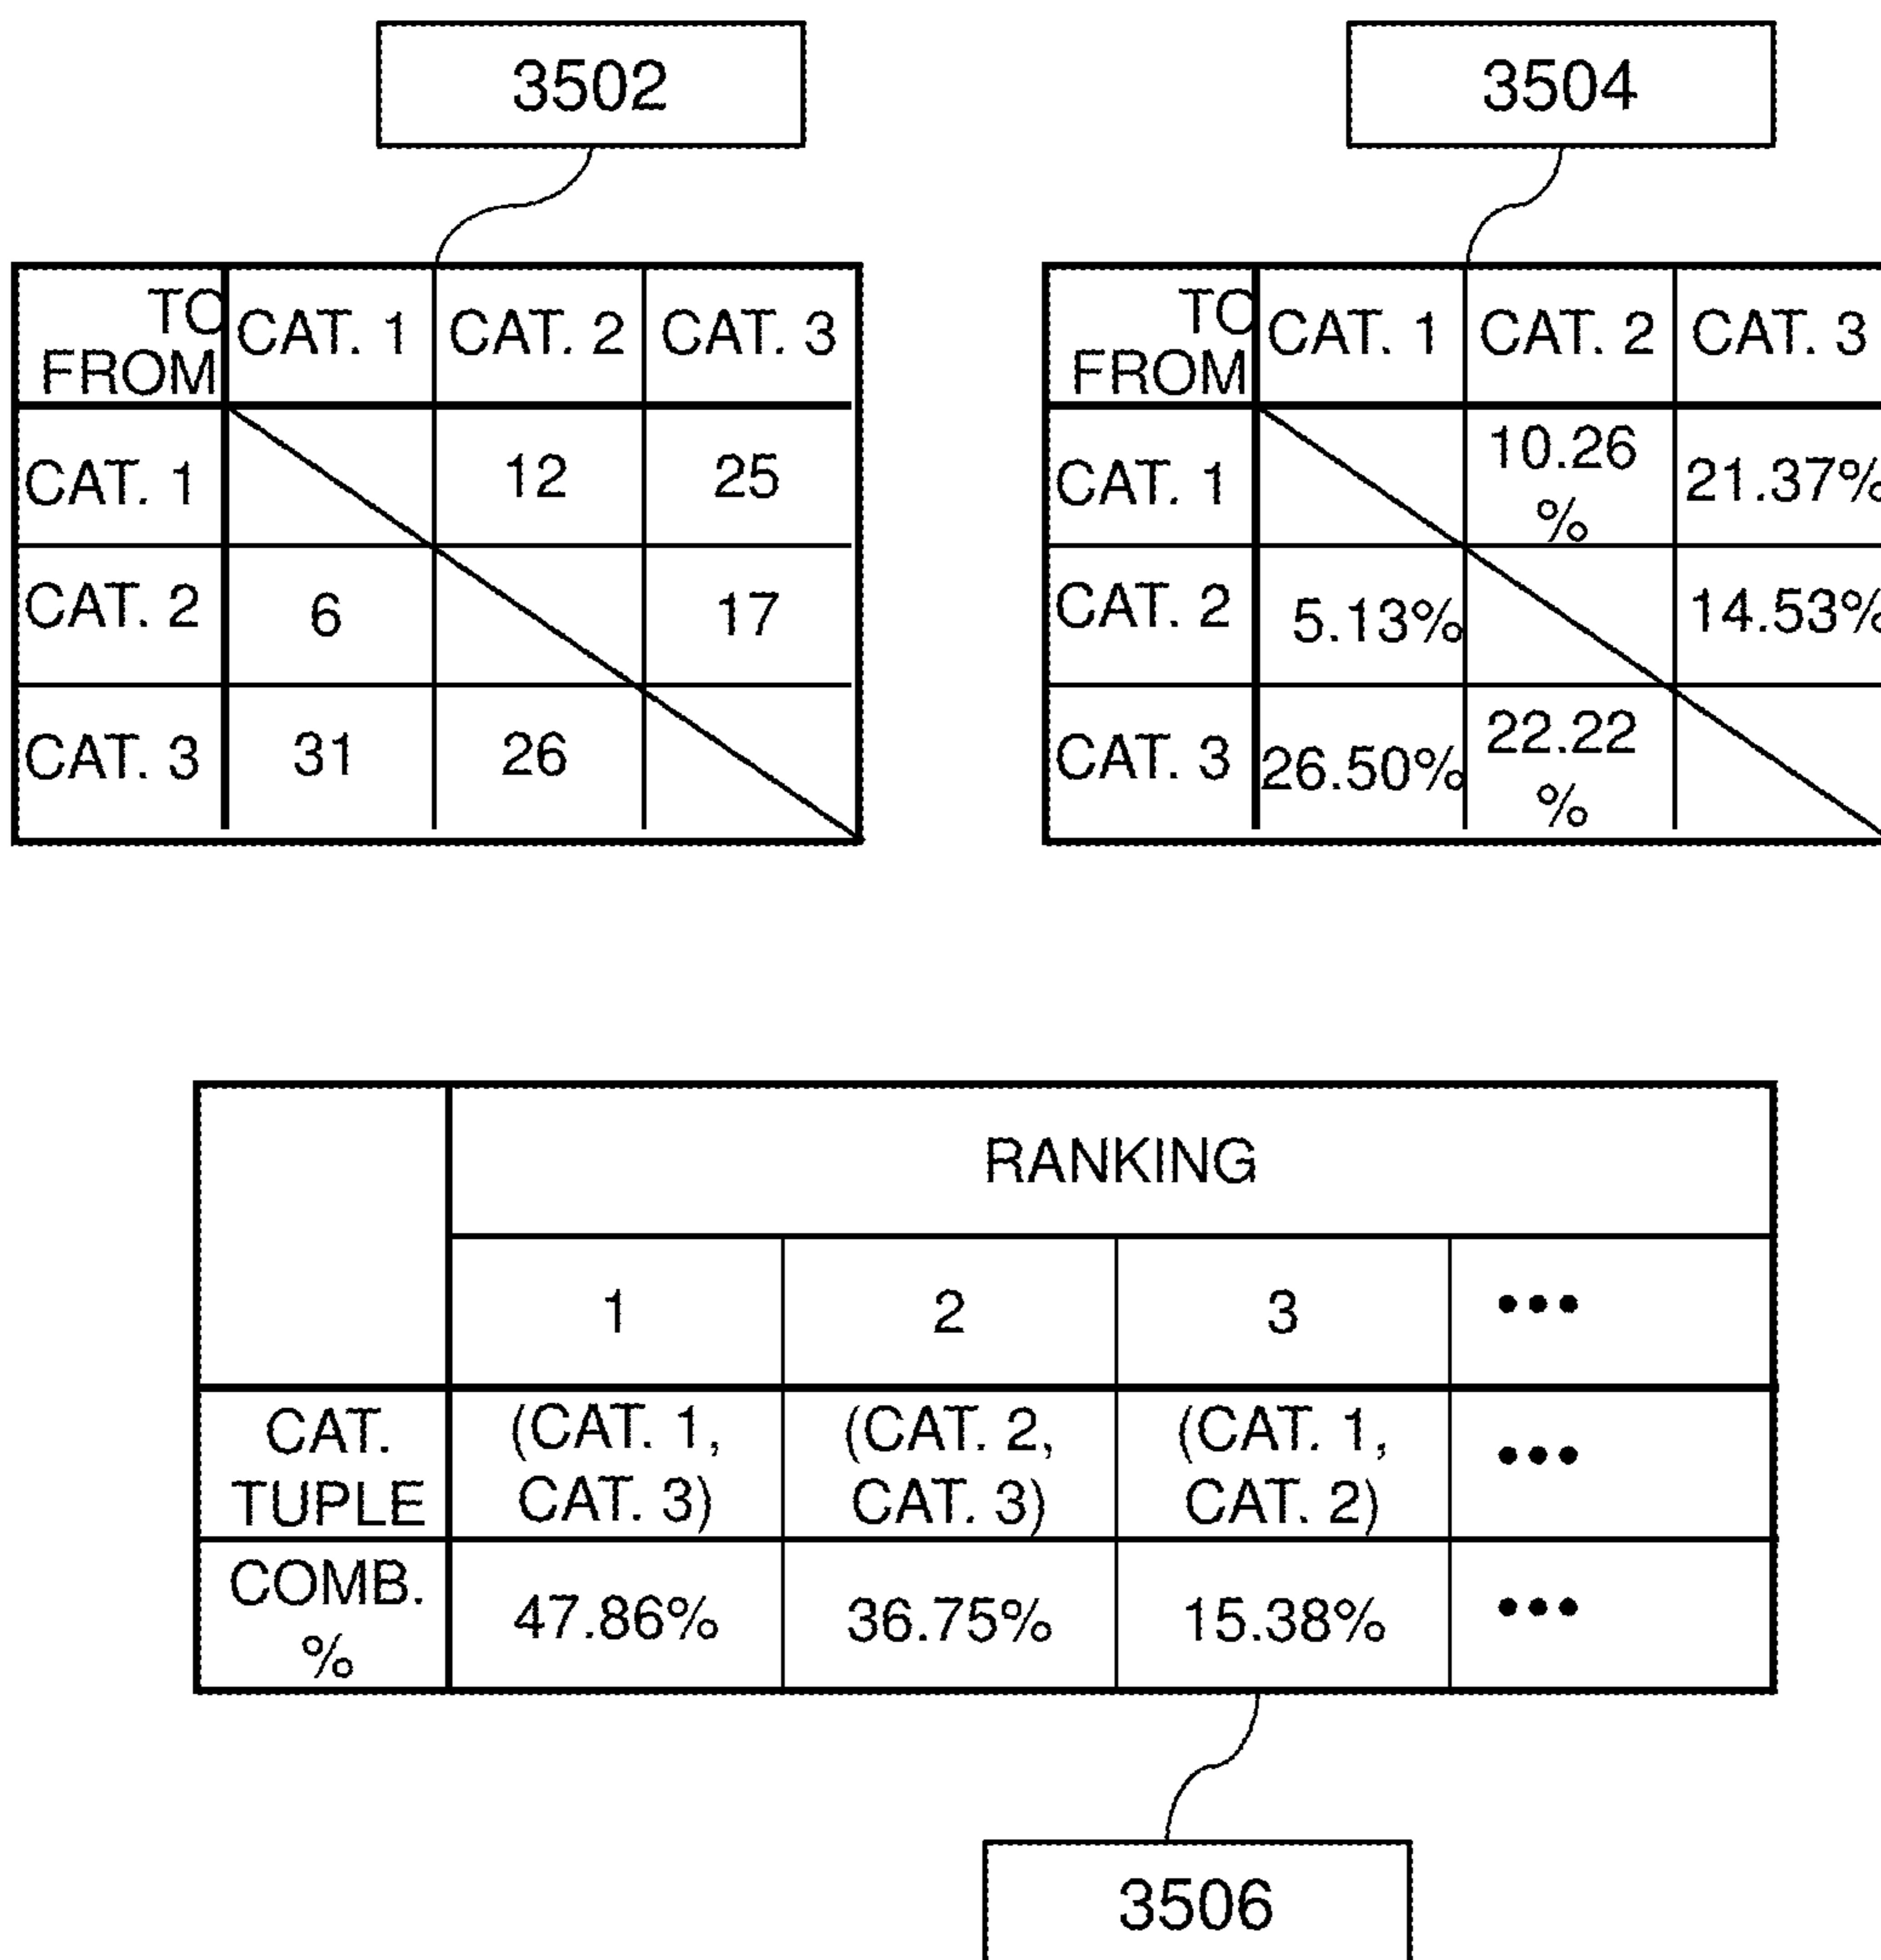 3502
3504
TO
FROM
CAT. 1
CAT. 2
CAT. 3
CAT. 1
12
25
CAT. 2
6
17
CAT. 3
31
26
TO
FROM
CAT. 1
CAT. 2
CAT. 3
CAT. 1
10.26
%
21.37%
CAT. 2
5.13%
14.53%
CAT. 3
26.50%
22.22
%
RANKING
1
2
3
•••
CAT.
TUPLE
(CAT. 1,
CAT. 3)
(CAT. 2,
CAT. 3)
(CAT. 1,
CAT. 2)
•••
COMB.
%
47.86%
36.75%
15.38%
•••
3506